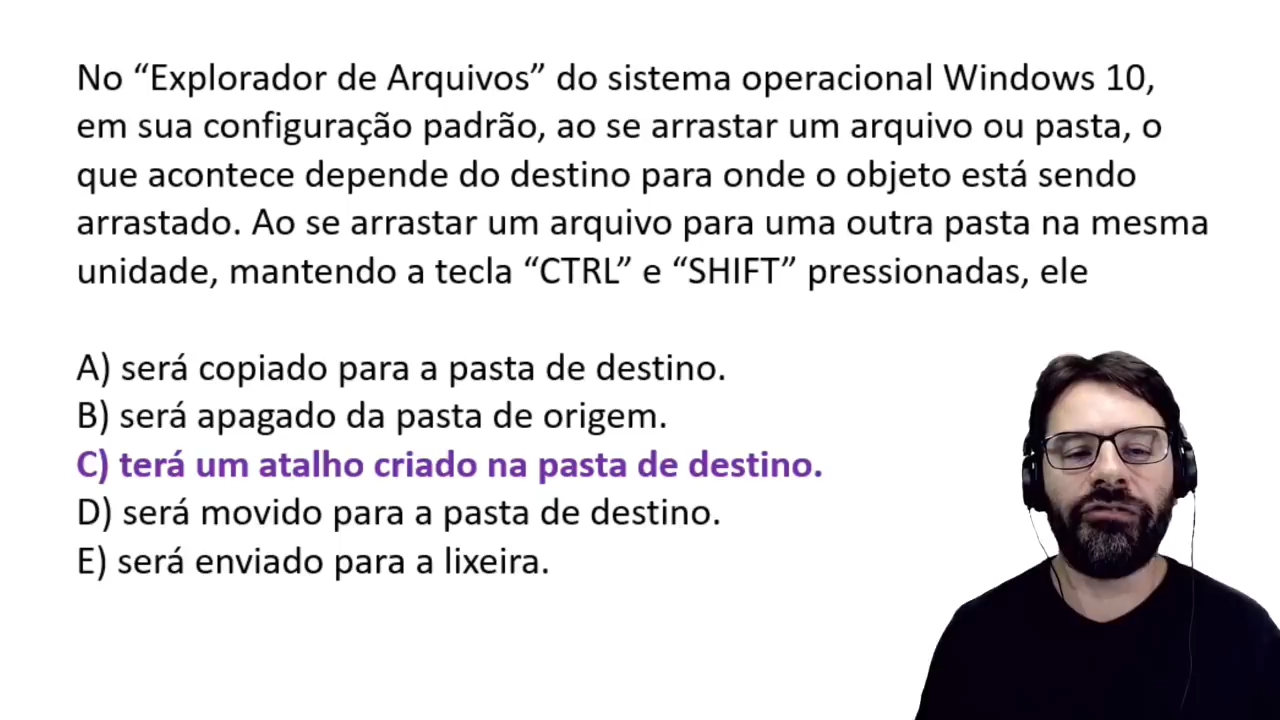 No “Explorador de Arquivos” do sistema operacional Windows 10,
em sua configuração padrão, ao se arrastar um arquivo ou pasta, o
que acontece depende do destino para onde o objeto está sendo
arrastado. Ao se arrastar um arquivo para uma outra pasta na mesma
unidade, mantendo a tecla “CTRL” e “SHIFT” pressionadas, ele
A) será copiado para a pasta de destino.
B) será apagado da pasta de origem.
C) terá um atalho criado na pasta de destino.
D) será movido para a pasta de destino.
E) será enviado para a lixeira.